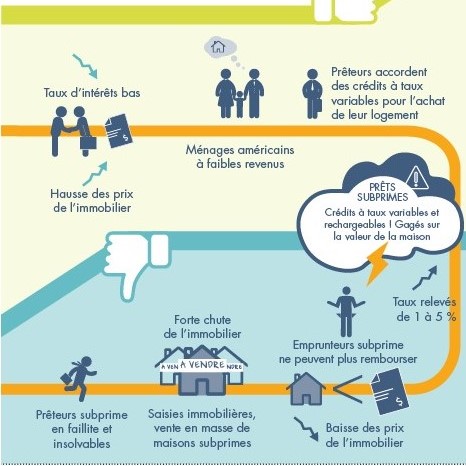 Taux d'intérêts bas
Hausse des prix
de l'immobilier
Ménages américains
à faibles revenus
Prêteurs accordent
des crédits à taux
variables pour l'achat
de leur logement
PRÊTS
SUBPRIMES
Crédits à taux variables et
rechargeables ! Gagés sur
la valeur de la maison
Taux relevés
de 1 à 5 %
Emprunteurs subprime
ne peuvent plus rembourser
Baisse des prix
de l'immobilier
Forte chute
de l'immobilier
A VEN A VENDRE NDRE
Saisies immobilières,
vente en masse de
maisons subprimes
Prêteurs subprime
en faillite et
insolvables